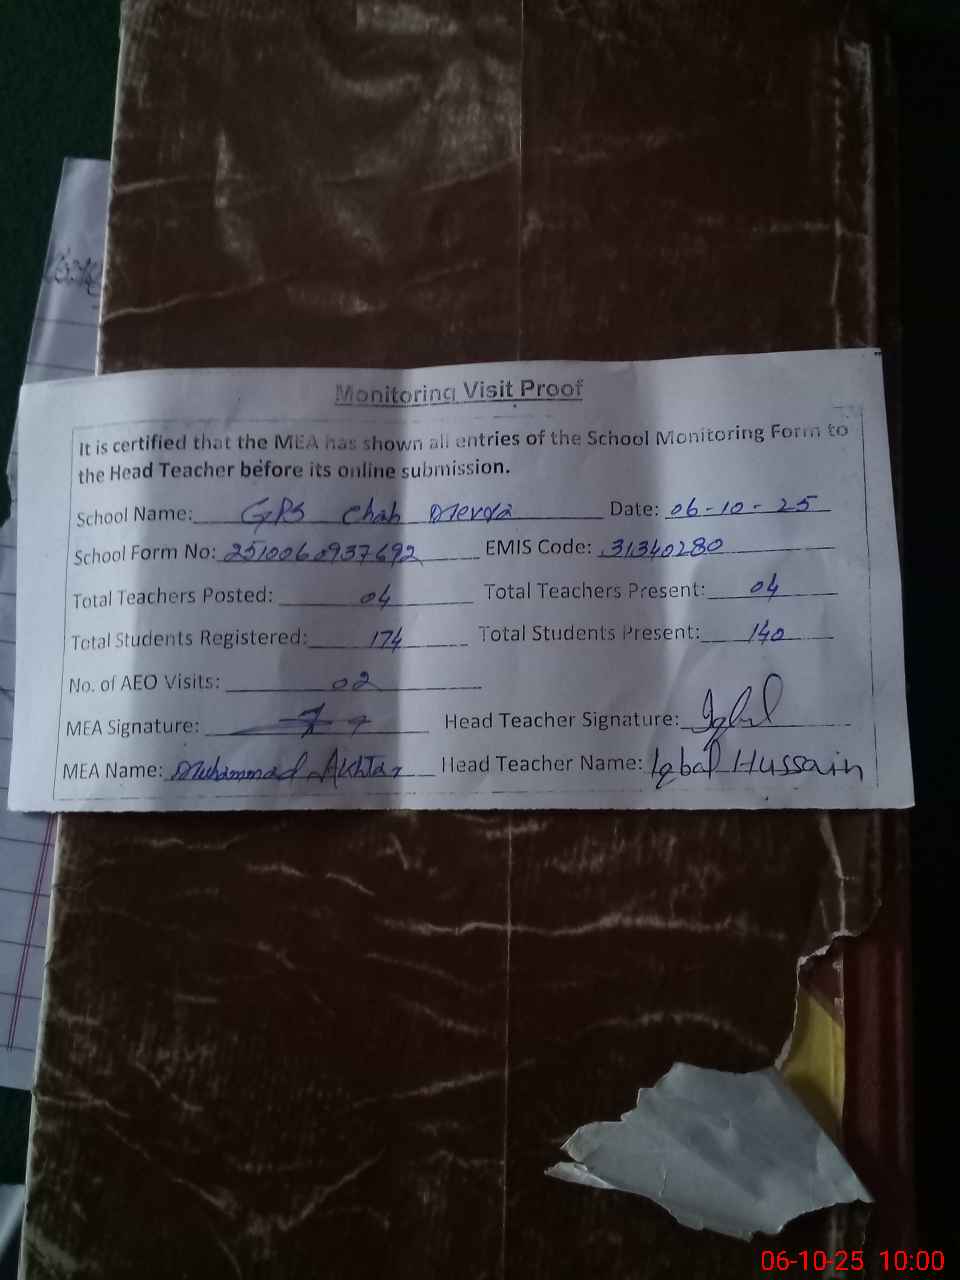 Monitoring Visit Proof
It is certified that the MEA has shown all entries of the School Monitoring Form to
the Head Teacher before its online submission.
School Name: GPS Chah Date: 06-10-25
School Form No: 2510060937692 EMIS Code: 31340280
Total Teachers Posted: 04 Total Teachers Present: 04
Total Students Registered: 174 Total Students Present: 140
No. of AEO Visits: 02
MEA Signature: Head Teacher Signature: Iqbal
MEA Name: Muhammad Akhtar Head Teacher Name: Iqbal Hussain
06-10-25 10:00